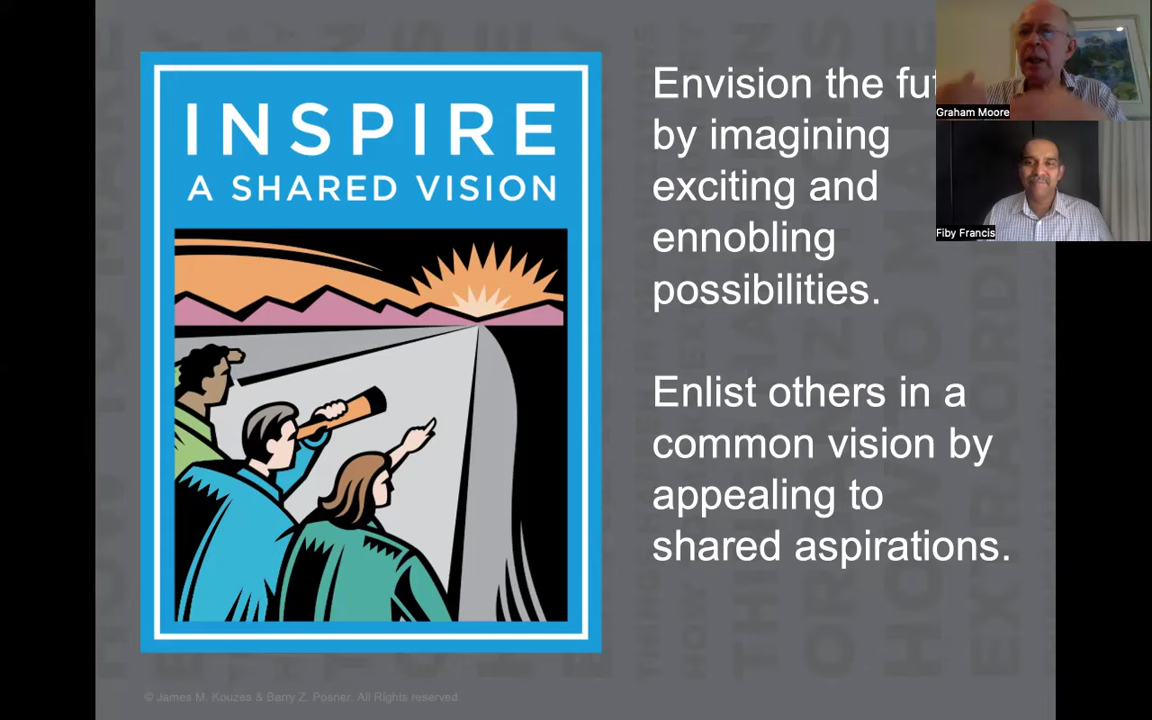 INSPIRE
A SHARED VISION
Envision the fu
by imagining
exciting and
ennobling
possibilities.
Enlist others in a
common vision by
appealing to
shared aspirations.
Graham Moore
Fiby Francis
© James M. Kouzes & Barry Z. Posner. All Rights reserved.